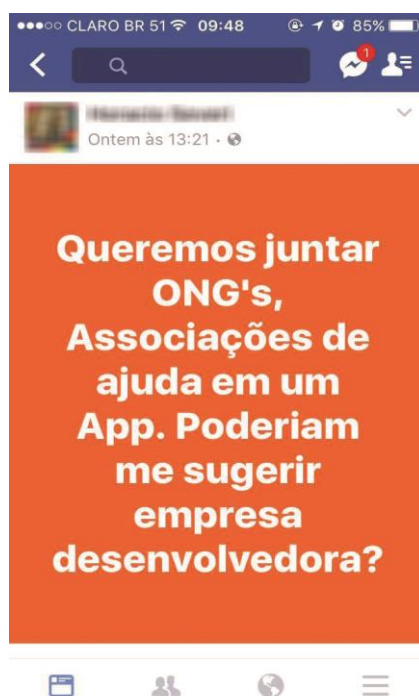 CLARO BR 51 09:48 85%
1
Ontem às 13:21
Queremos juntar
ONG's,
Associações de
ajuda em um
App. Poderiam
me sugerir
empresa
desenvolvedora?